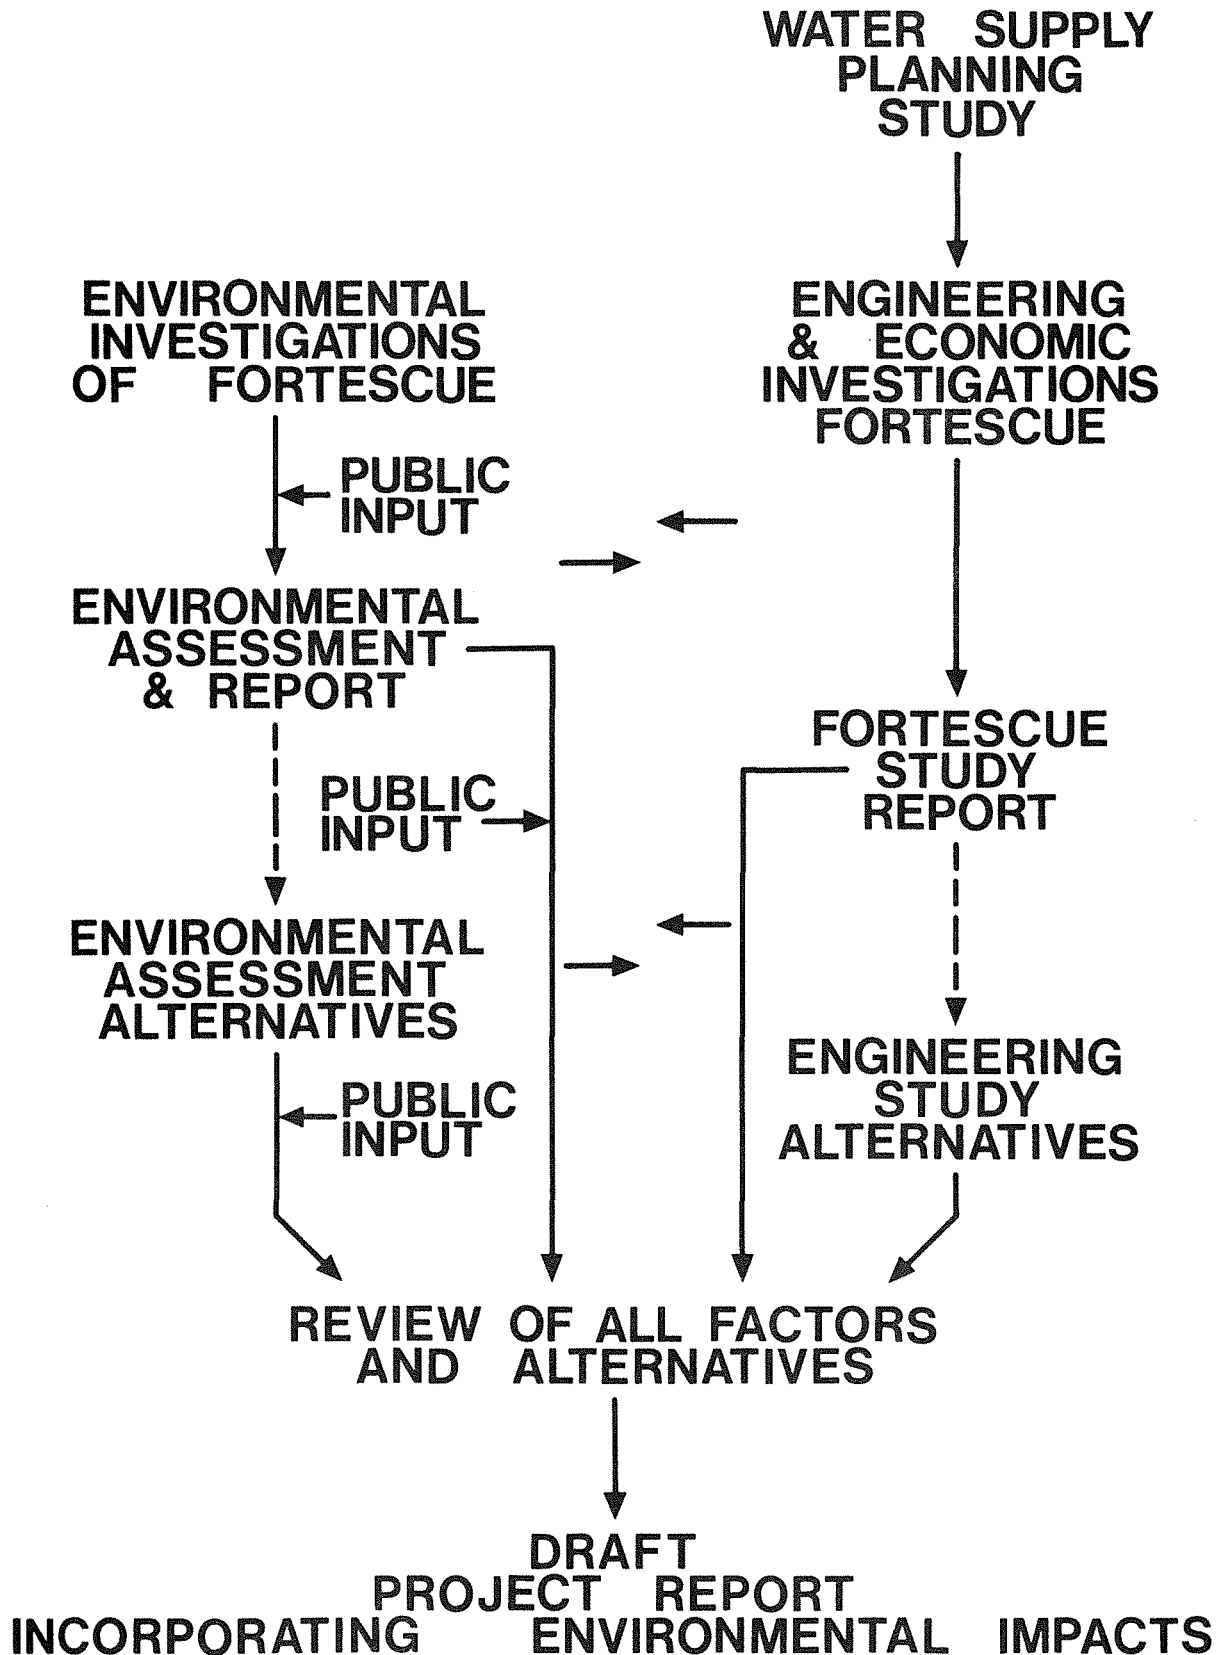 WATER SUPPLY
PLANNING
STUDY
ENVIRONMENTAL
INVESTIGATIONS
OF FORTESCUE
ENGINEERING
& ECONOMIC
INVESTIGATIONS
FORTESCUE
PUBLIC
INPUT
ENVIRONMENTAL
ASSESSMENT
& REPORT
FORTESCUE
STUDY
REPORT
PUBLIC
INPUT
ENVIRONMENTAL
ASSESSMENT
ALTERNATIVES
ENGINEERING
STUDY
ALTERNATIVES
PUBLIC
INPUT
REVIEW OF ALL FACTORS
AND ALTERNATIVES
DRAFT
PROJECT REPORT
INCORPORATING ENVIRONMENTAL IMPACTS